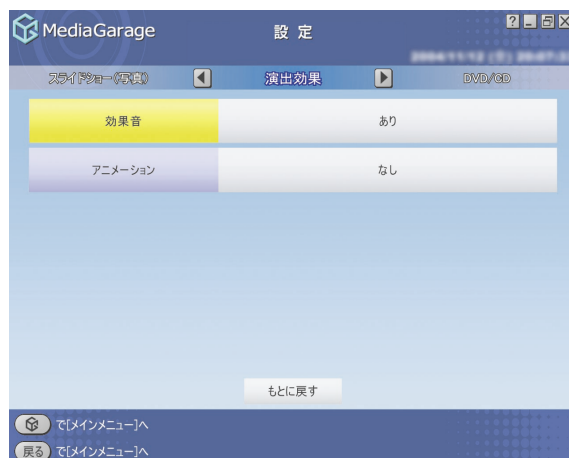 MediaGarage
設定
スライドショー(写真)
演出効果
DVD/CD
効果音
あり
アニメーション
なし
もとに戻す
で[メインメニュー]へ
戻る で[メインメニュー]へ